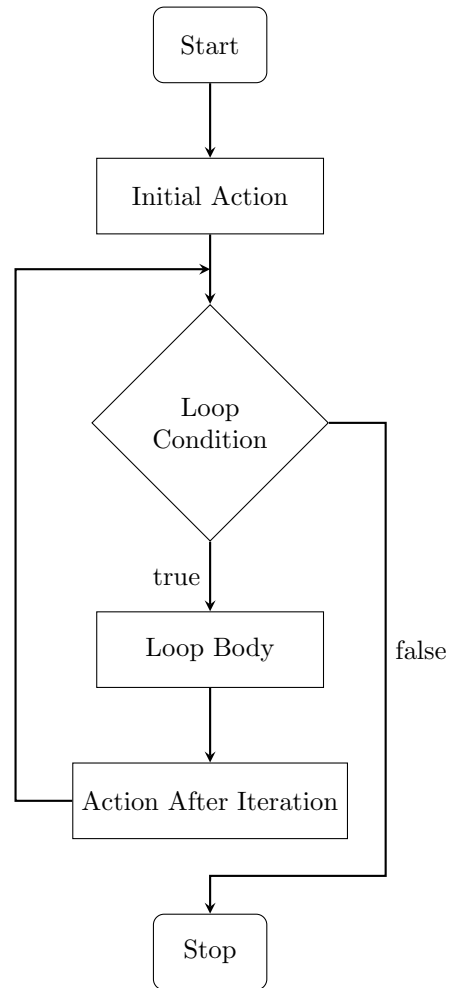 Start
Initial Action
Loop
Condition
true
Loop Body
false
Action After Iteration
Stop